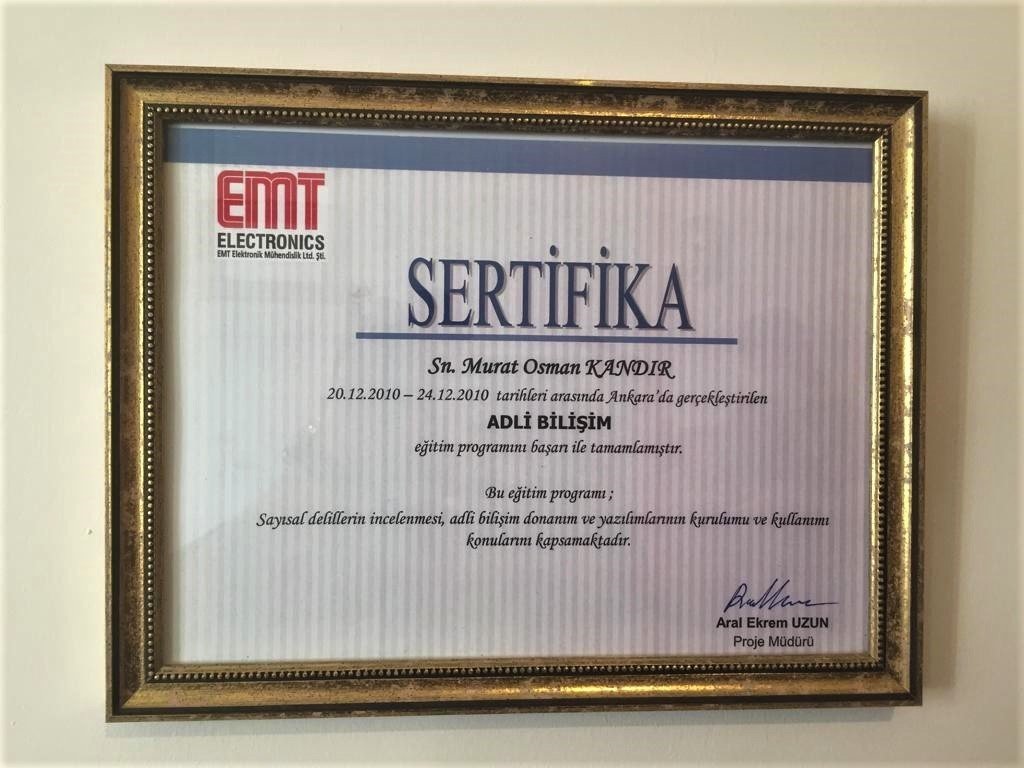 EMT
ELECTRONICS
EMT Elektronik Mühendislik Ltd. Şti.
SERTİFİKA
Sn. Murat Osman KANDIR
20.12.2010 – 24.12.2010 tarihleri arasında Ankara'da gerçekleştirilen
ADLİ BİLİŞİM
eğitim programını başarı ile tamamlamıştır.
Bu eğitim programı ;
Sayısal delillerin incelenmesi, adli bilişim donanım ve yazılımlarının kurulumu ve kullanımı
konularını kapsamaktadır.
Aral Ekrem UZUN
Proje Müdürü